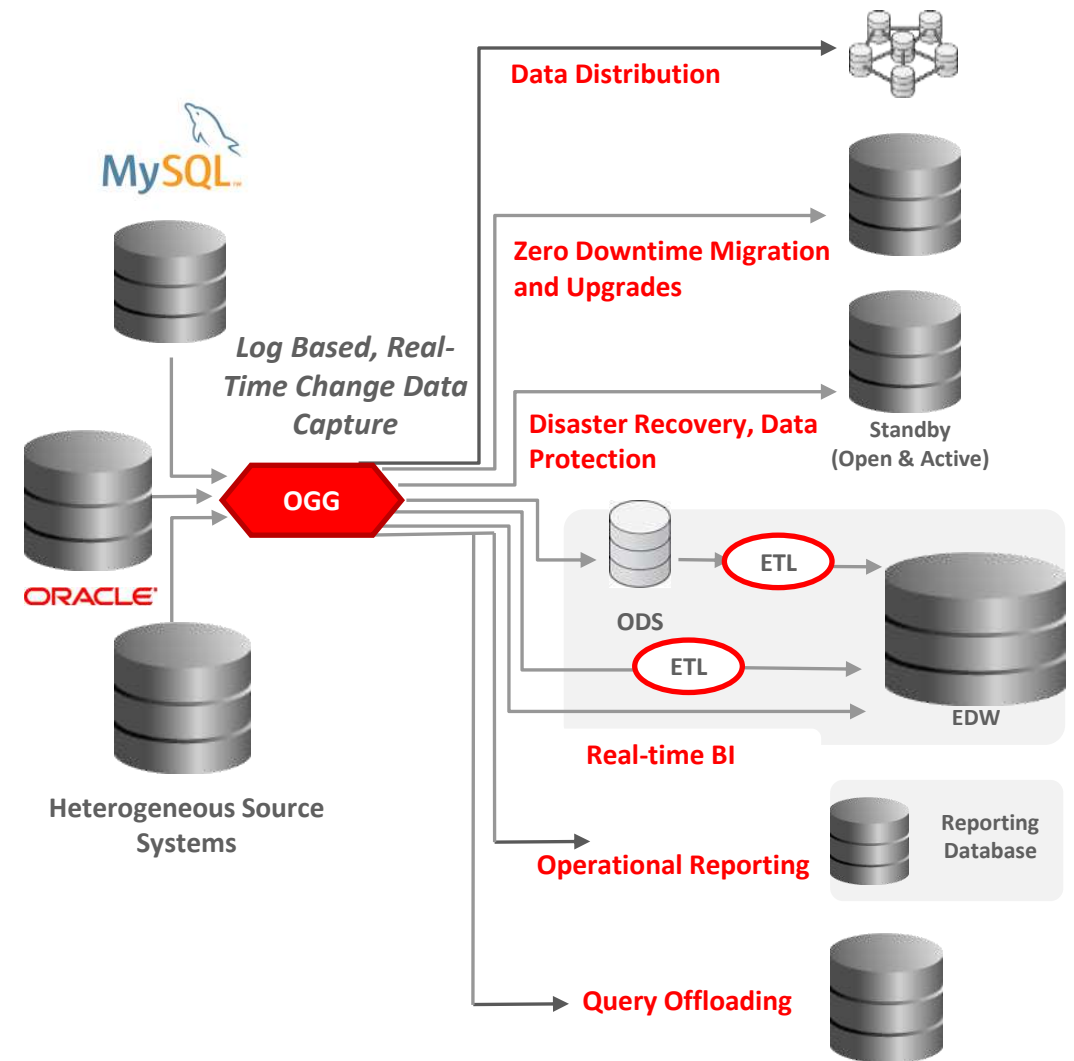 Data Distribution
MySQL™
Zero Downtime Migration
and Upgrades
Log Based, Real-
Time Change Data
Capture
Disaster Recovery, Data
Protection
Standby
(Open & Active)
OGG
ORACLE
ETL
ODS
ETL
EDW
Real-time BI
Heterogeneous Source
Systems
Reporting
Database
Operational Reporting
Query Offloading